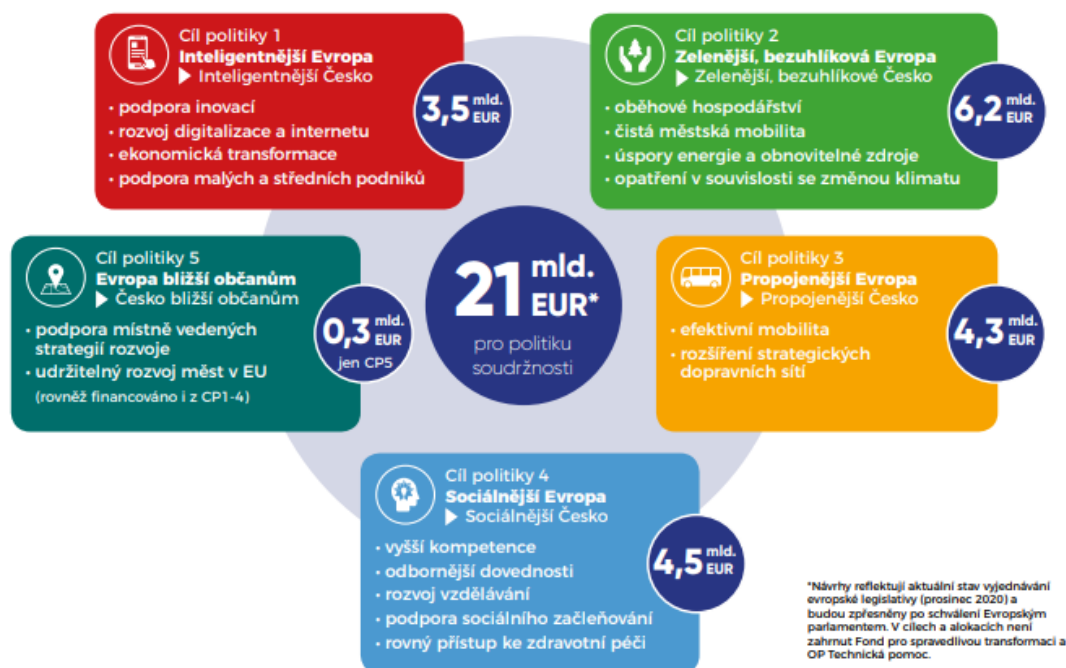 Cíl politiky 1
Inteligentnější Evropa
▶ Inteligentnější Česko
• podpora inovací
• rozvoj digitalizace a internetu
• ekonomická transformace
• podpora malých a středních podniků
3,5 mld. EUR
Cíl politiky 2
Zelenější, bezuhlíková Evropa
▶ Zelenější, bezuhlíkové Česko
• oběhové hospodářství
• čistá městská mobilita
• úspory energie a obnovitelné zdroje
• opatření v souvislosti se změnou klimatu
6,2 mld. EUR
Cíl politiky 5
Evropa bližší občanům
▶ Česko bližší občanům
• podpora místně vedených
strategií rozvoje
• udržitelný rozvoj měst v EU
(rovněž financováno i z CP1-4)
0,3 mld. EUR
jen CP5
21 mld. EUR*
pro politiku
soudržnosti
Cíl politiky 3
Propojenější Evropa
▶ Propojenější Česko
• efektivní mobilita
• rozšíření strategických
dopravních sítí
4,3 mld. EUR
Cíl politiky 4
Sociálnější Evropa
▶ Sociálnější Česko
• vyšší kompetence
• odbornější dovednosti
• rozvoj vzdělávání
• podpora sociálního začleňování
• rovný přístup ke zdravotní péči
4,5 mld. EUR
*Návrhy reflektují aktuální stav vyjednávání
evropské legislativy (prosinec 2020) a
budou zpřesněny po schválení Evropským
parlamentem. V cílech a alokacích není
zahrnut Fond pro spravedlivou transformaci a
OP Technická pomoc.